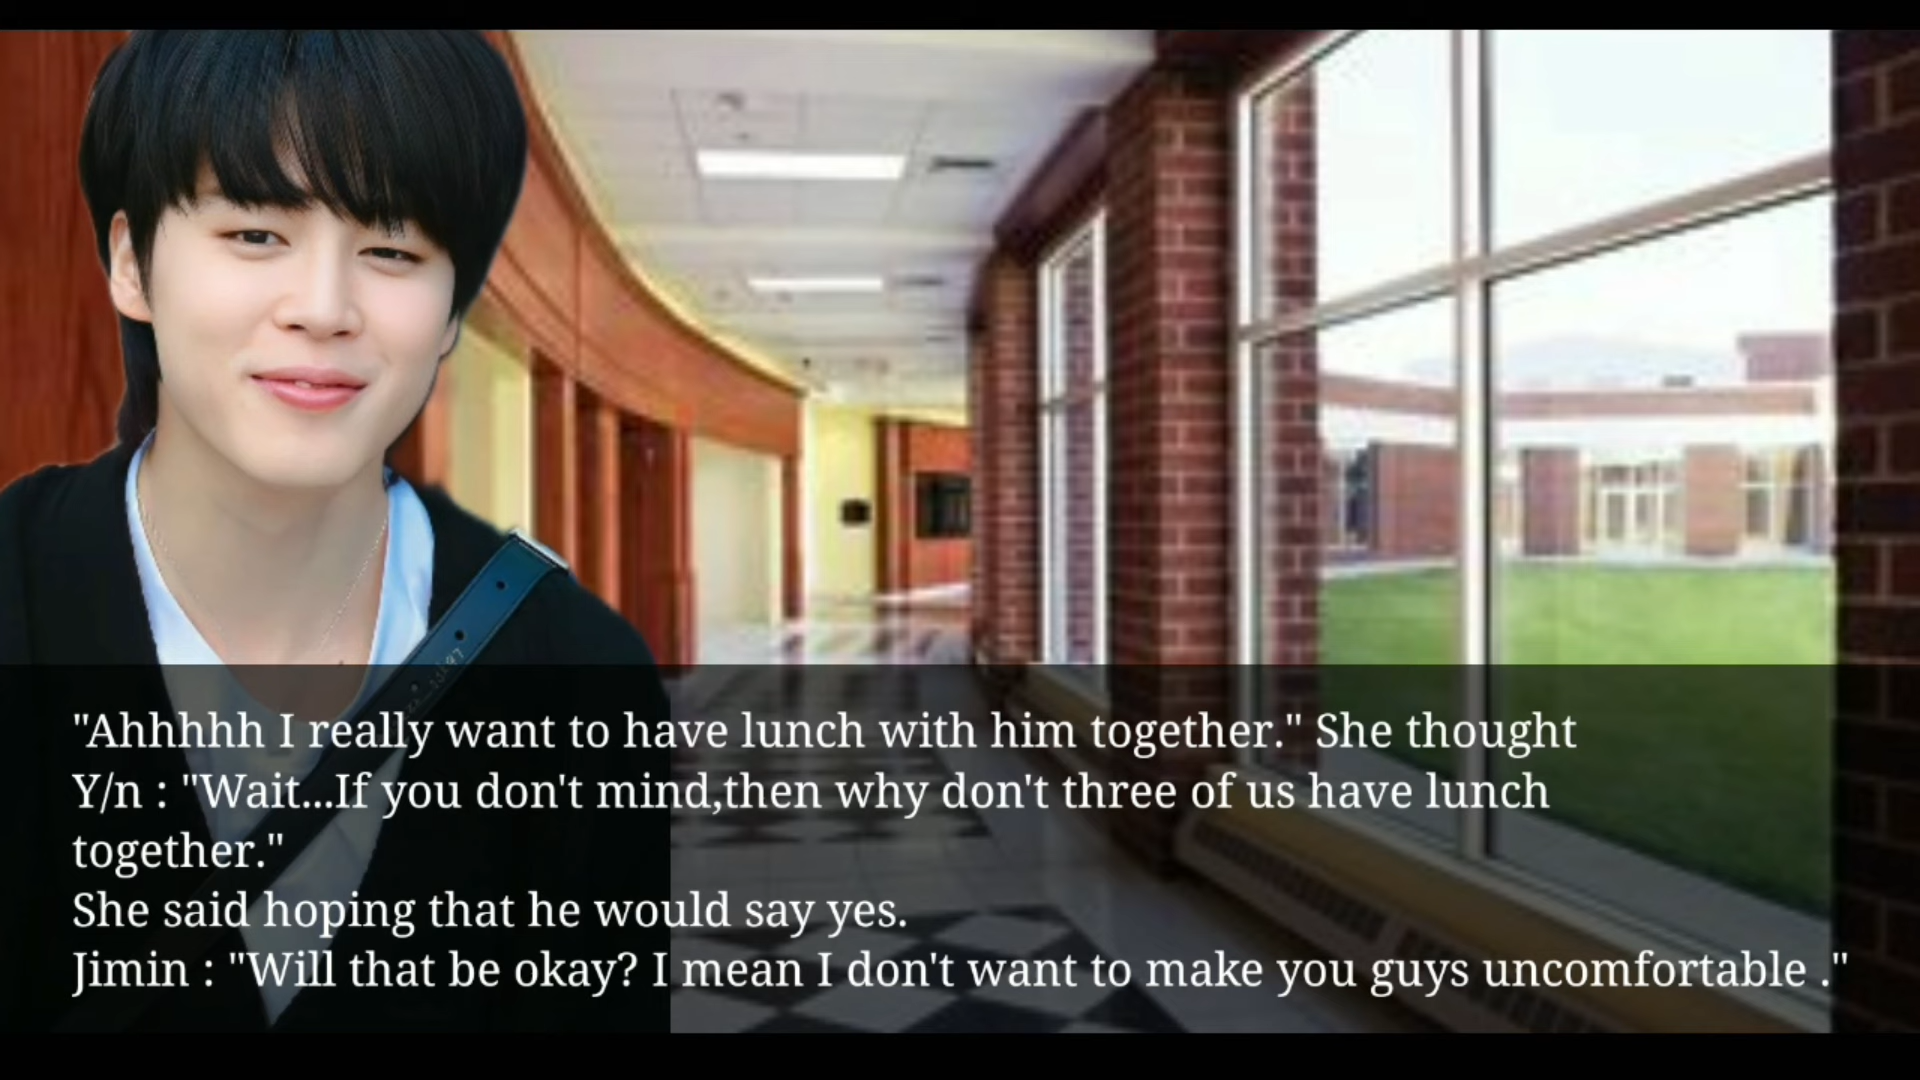 "Ahhhhh I really want to have lunch with him together." She thought
Y/n : "Wait...If you don't mind,then why don't three of us have lunch
together."
She said hoping that he would say yes.
Jimin : "Will that be okay? I mean I don't want to make you guys uncomfortable ."